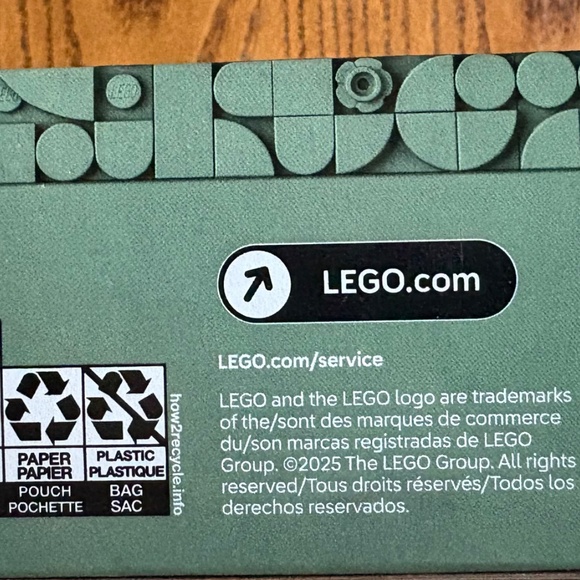 LEGO
LEGO
LEGO.com
LEGO.com/service
LEGO and the LEGO logo are trademarks
of the/sont des marques de commerce
du/son marcas registradas de LEGO
Group. ©2025 The LEGO Group. All rights
reserved/Tous droits réservés/Todos los
derechos reservados.
PAPER
PAPIER
POUCH
POCHETTE
PLASTIC
PLASTIQUE
BAG
SAC
how2recycle.info